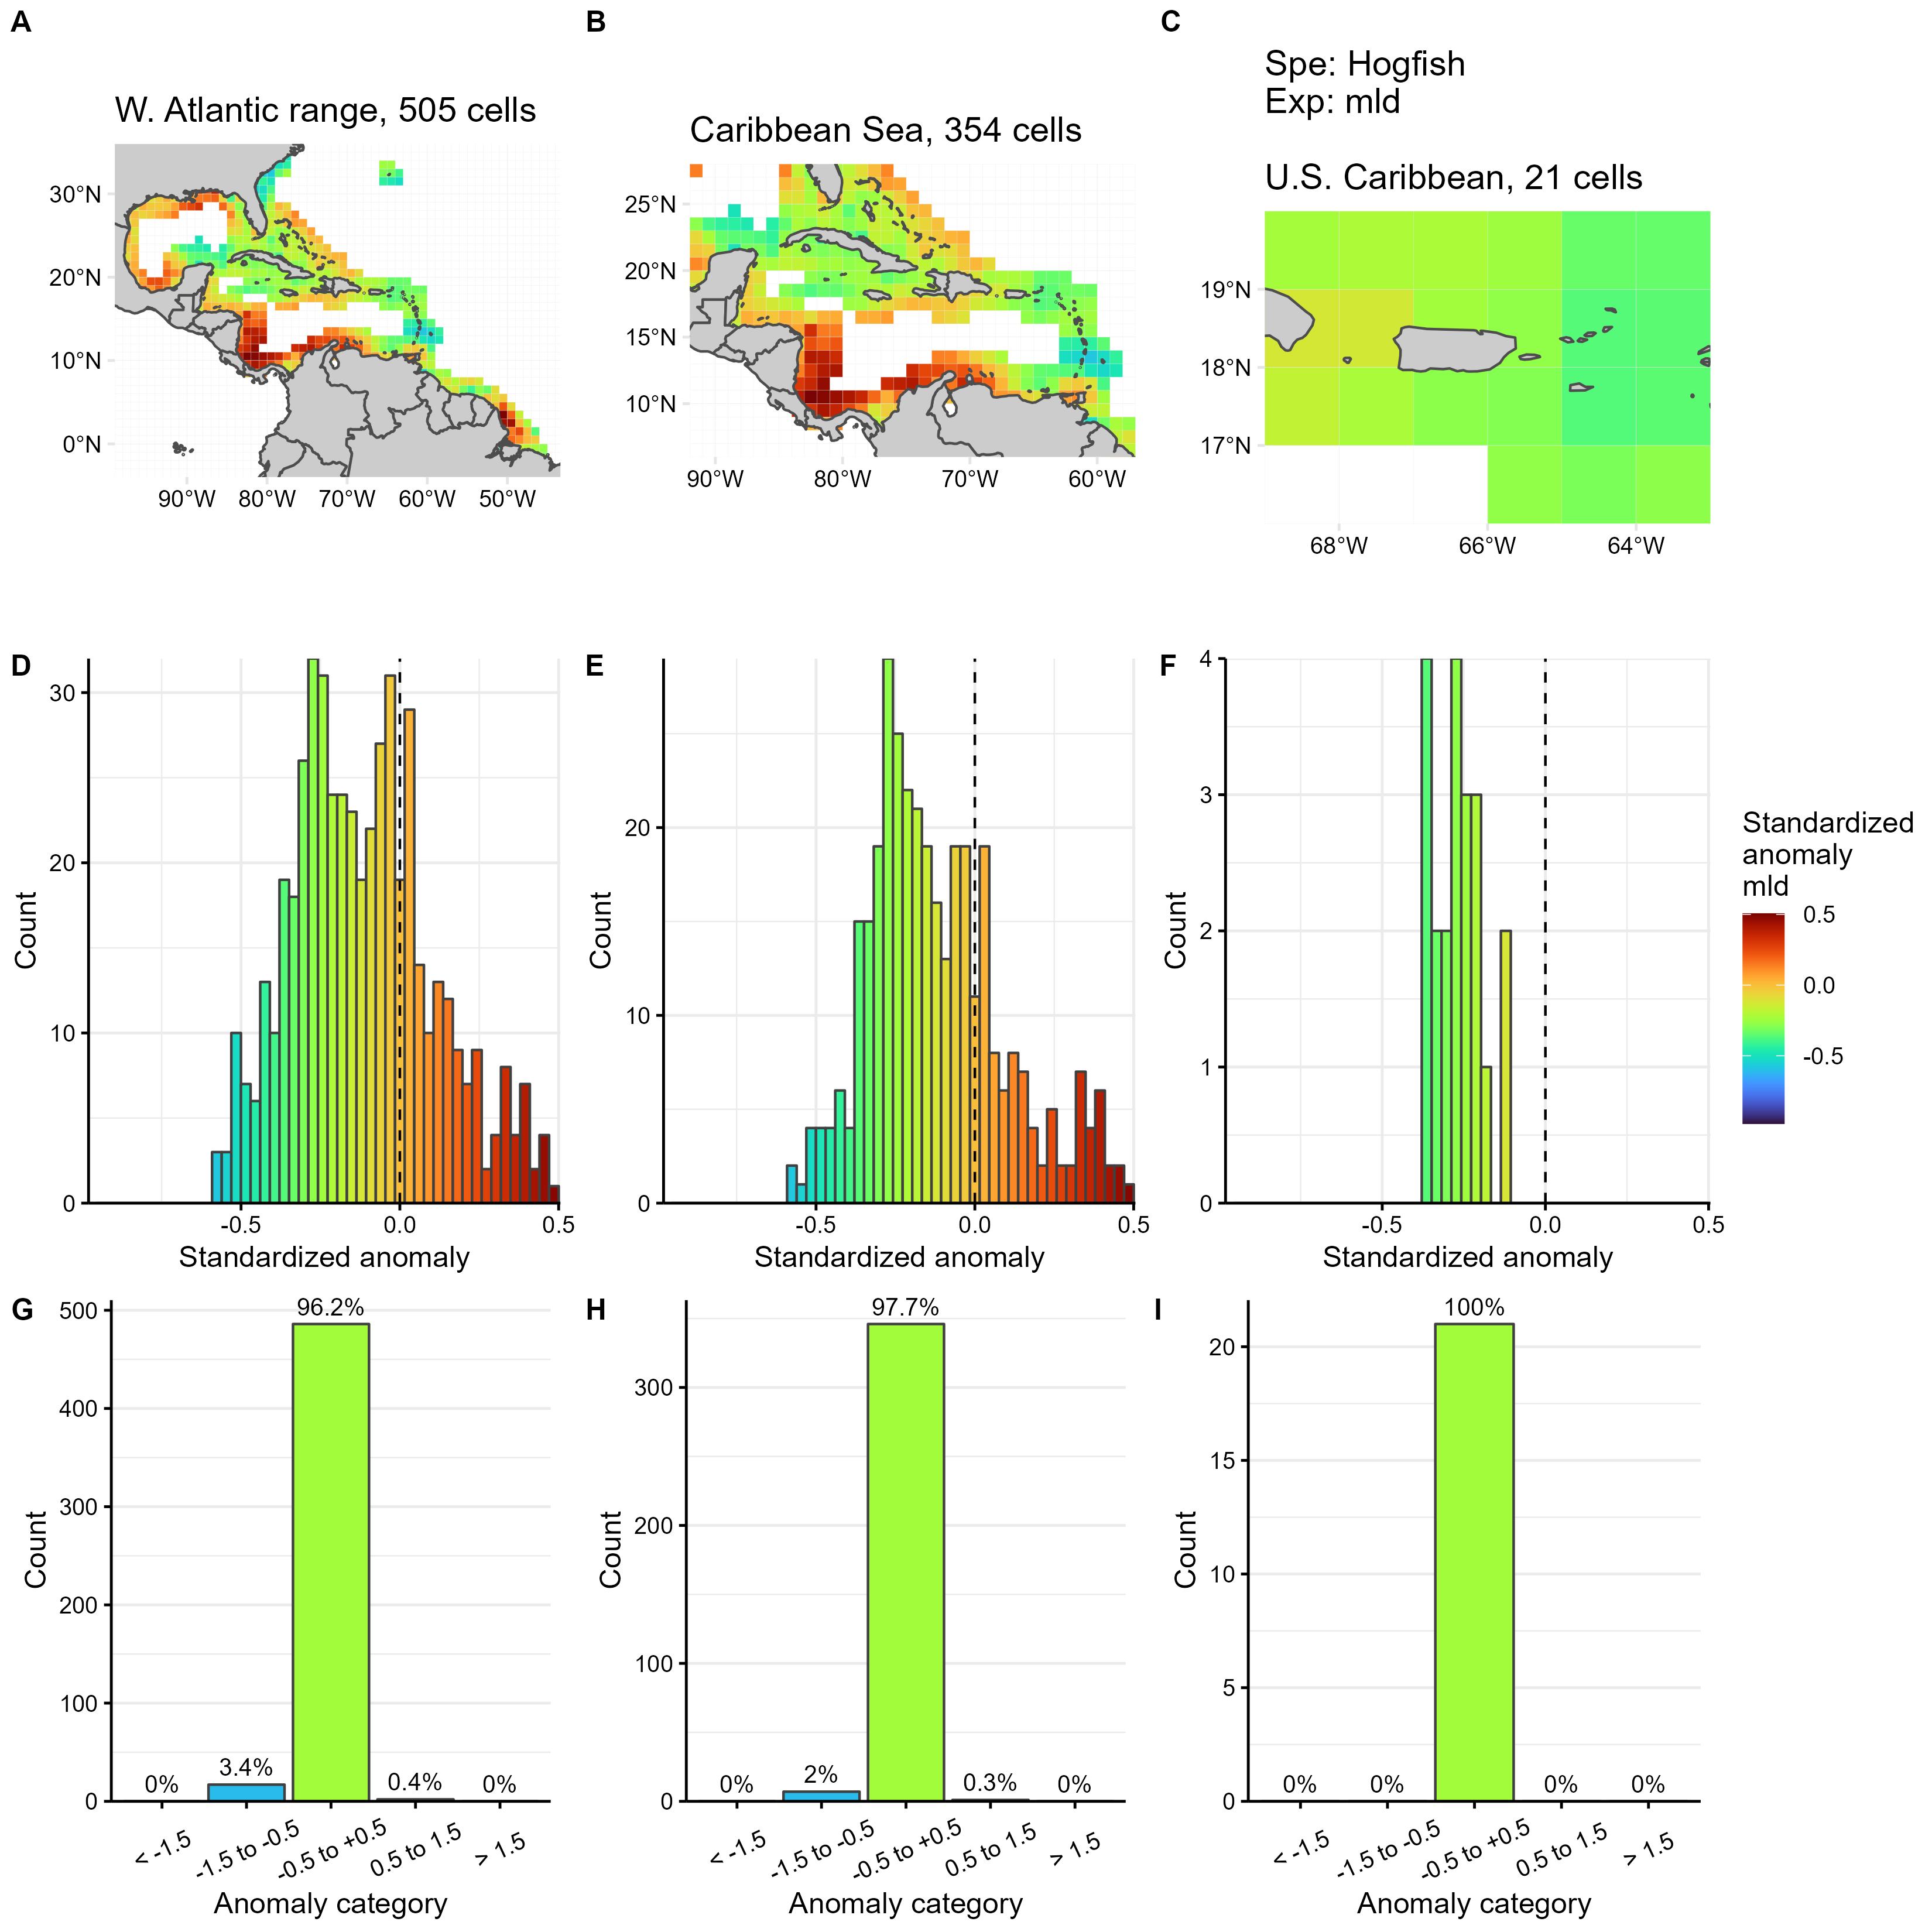 A
B
C
W. Atlantic range, 505 cells
Caribbean Sea, 354 cells
Spe: Hogfish
Exp: mld
U.S. Caribbean, 21 cells
30°N
20°N
10°N
0°N
90°W 80°W 70°W 60°W 50°W
25°N
20°N
15°N
10°N
90°W 80°W 70°W 60°W
19°N
18°N
17°N
68°W 66°W 64°W
D
30
20
10
0
Count
-0.5 0.0 0.5
Standardized anomaly
E
20
10
0
Count
-0.5 0.0 0.5
Standardized anomaly
F
4
3
2
1
0
Count
-0.5 0.0 0.5
Standardized anomaly
Standardized
anomaly
mld
0.5
0.0
-0.5
G
500
400
300
200
100
0
Count
0% 3.4% 96.2% 0.4% 0%
< -1.5 -1.5 to -0.5 -0.5 to +0.5 0.5 to 1.5 > 1.5
Anomaly category
H
300
200
100
0
Count
0% 2% 97.7% 0.3% 0%
< -1.5 -1.5 to -0.5 -0.5 to +0.5 0.5 to 1.5 > 1.5
Anomaly category
I
20
15
10
5
0
Count
0% 0% 100% 0% 0%
< -1.5 -1.5 to -0.5 -0.5 to +0.5 0.5 to 1.5 > 1.5
Anomaly category